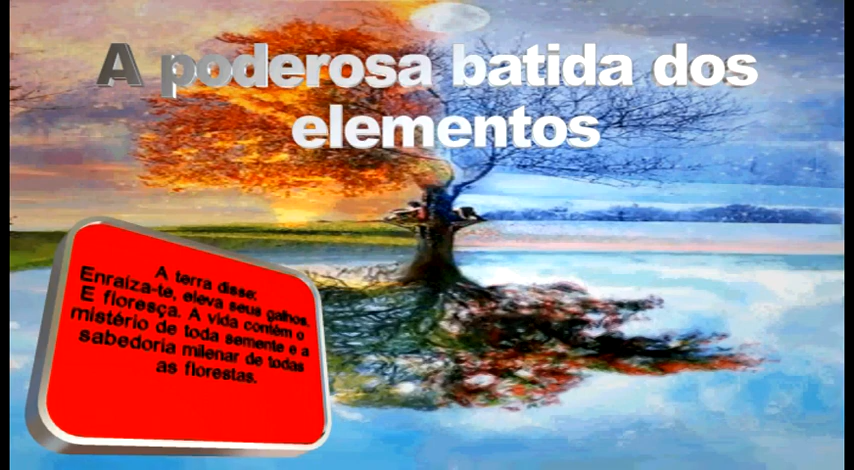 A poderosa batida dos
elementos
A terra disse:
Enraíza-te, eleva seus galhos.
E floresça. A vida contém o
mistério de toda semente e a
sabedoria milenar de todas
as florestas.